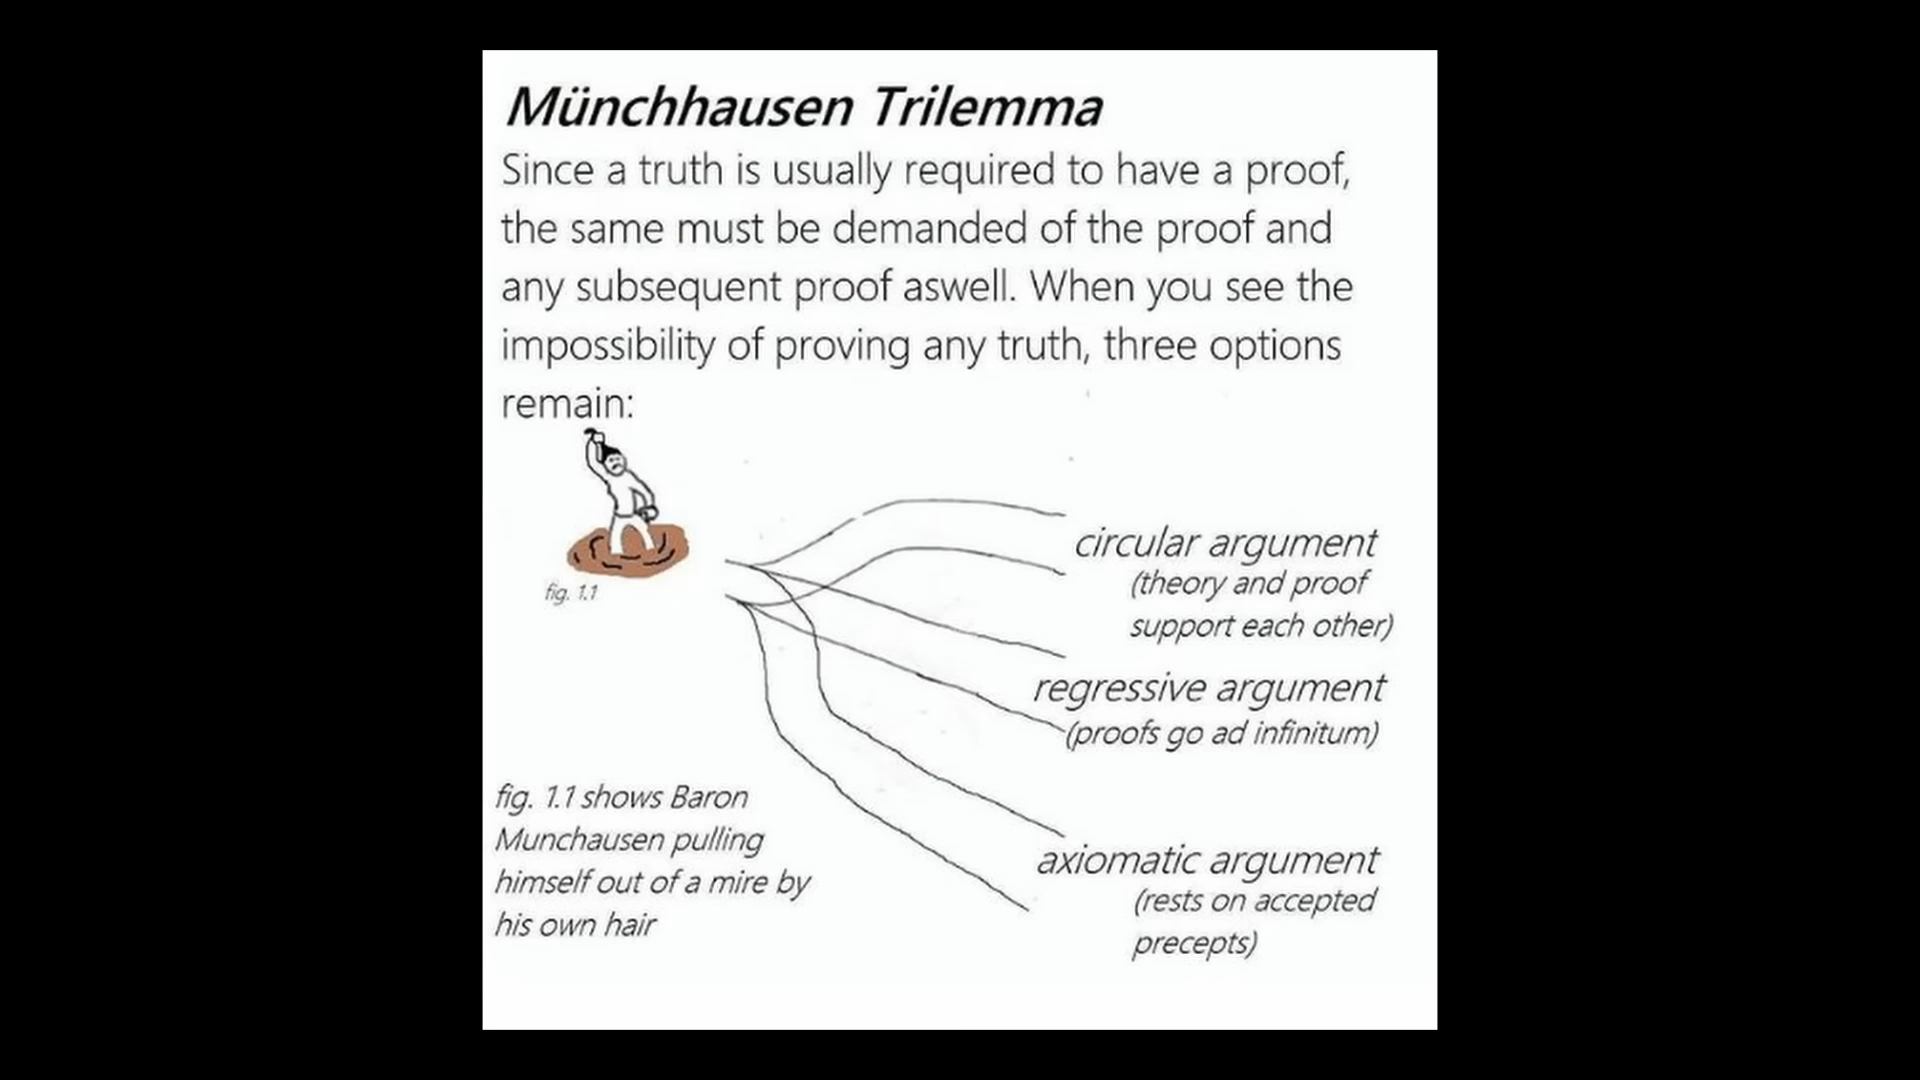 Münchhausen Trilemma
Since a truth is usually required to have a proof,
the same must be demanded of the proof and
any subsequent proof aswell. When you see the
impossibility of proving any truth, three options
remain:
fig. 1.1
circular argument
(theory and proof
support each other)
regressive argument
(proofs go ad infinitum)
axiomatic argument
(rests on accepted
precepts)
fig. 1.1 shows Baron
Munchausen pulling
himself out of a mire by
his own hair